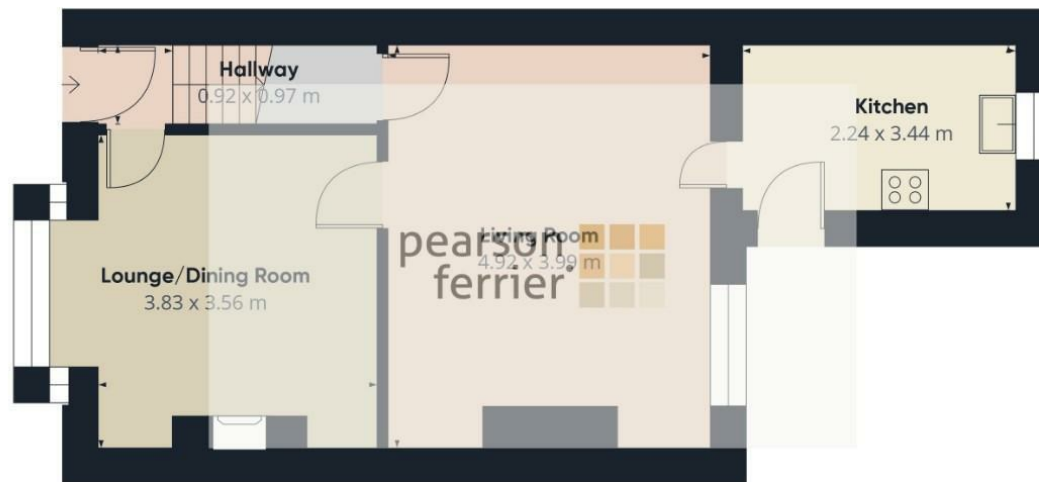 Hallway
0.92 x 0.97 m
Kitchen
2.24 x 3.44 m
Living Room
4.92 x 3.99 m
pearson
ferrier
Lounge/Dining Room
3.83 x 3.56 m